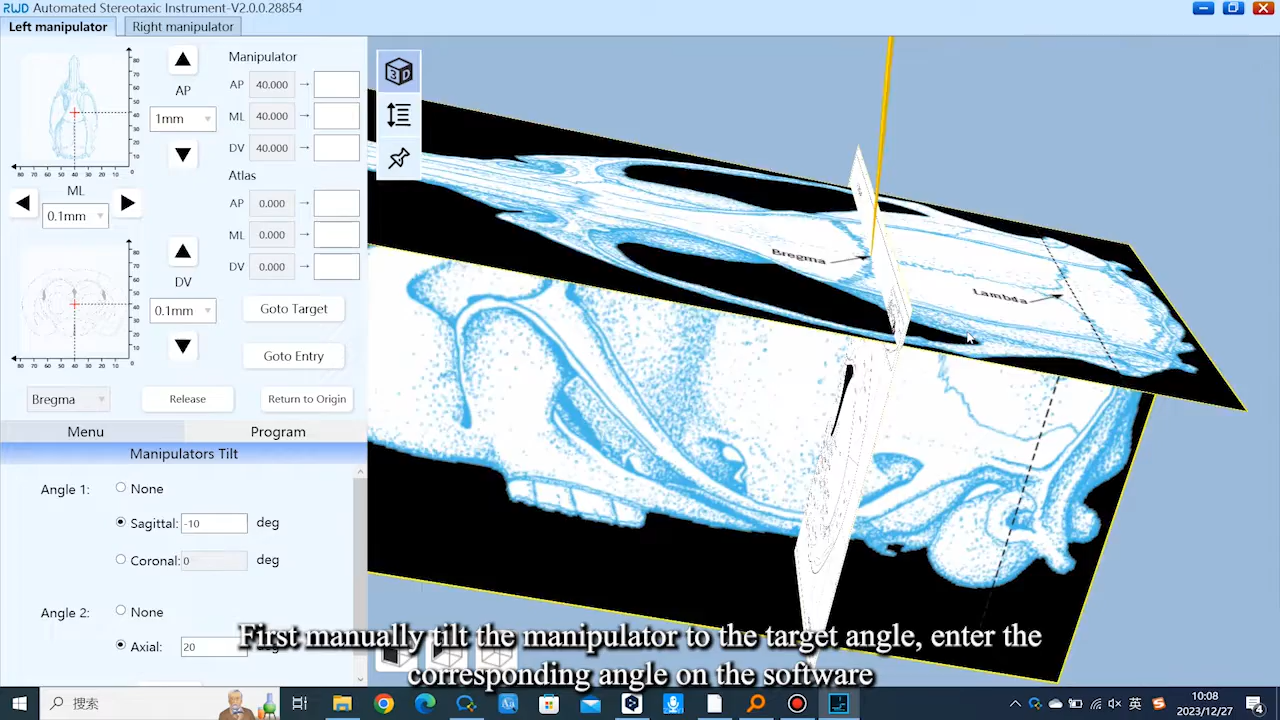 RWD Automated Stereotaxic Instrument-V2.0.0.28854
Left manipulator
Right manipulator
AP
1mm
ML
0.1mm
DV
0.1mm
Manipulator
AP 40.000 →
ML 40.000 →
DV 40.000 →
Atlas
AP 0.000 →
ML 0.000 →
DV 0.000 →
Goto Target
Goto Entry
Bregma
Release
Return to Origin
Menu
Program
Manipulators Tilt
Angle 1:
None
Sagittal: -10 deg
Coronal: 0 deg
Angle 2:
None
Axial: 20
3D
Bregma
Lambda
First manually tilt the manipulator to the target angle, enter the
corresponding angle on the software
搜索
英
10:08
2023/12/27
4